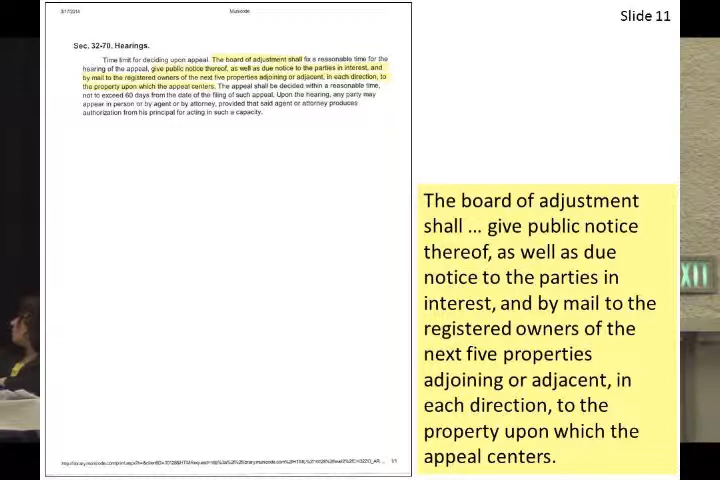 3/17/2014 Municode
Slide 11
Sec. 32-70. Hearings.
Time limit for deciding upon appeal. The board of adjustment shall fix a reasonable time for the
hearing of the appeal, give public notice thereof, as well as due notice to the parties in interest, and
by mail to the registered owners of the next five properties adjoining or adjacent, in each direction, to
the property upon which the appeal centers. The appeal shall be decided within a reasonable time,
not to exceed 60 days from the date of the filing of such appeal. Upon the hearing, any party may
appear in person or by agent or by attorney, provided that said agent or attorney produces
authorization from his principal for acting in such a capacity.
The board of adjustment
shall ... give public notice
thereof, as well as due
notice to the parties in
interest, and by mail to the
registered owners of the
next five properties
adjoining or adjacent, in
each direction, to the
property upon which the
appeal centers.
1/1